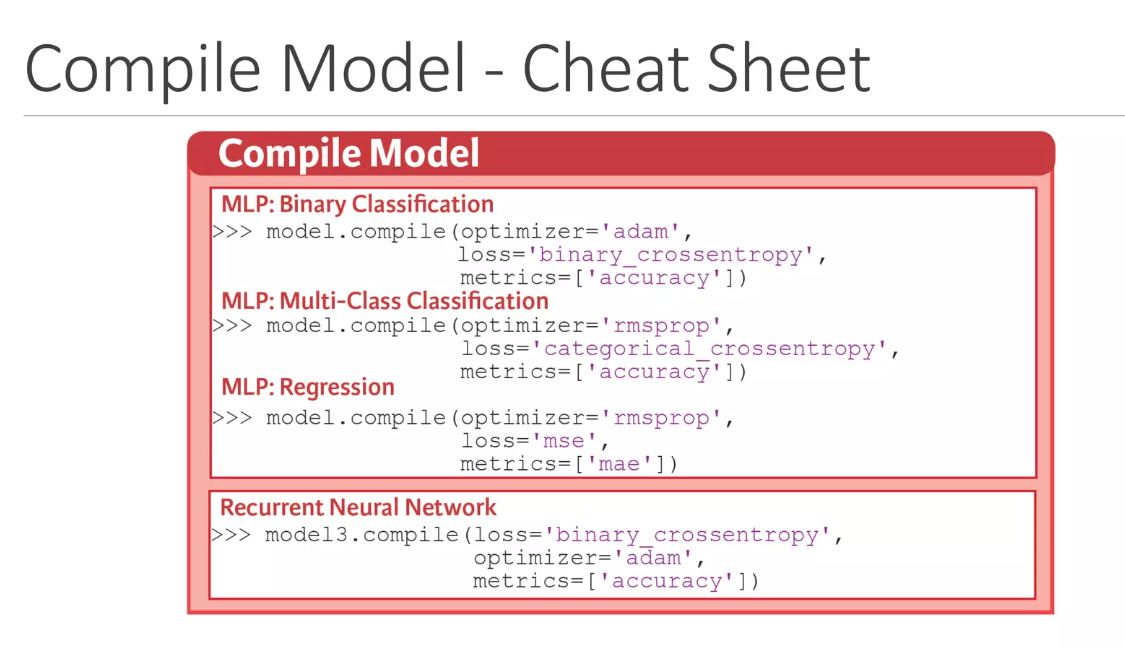 Compile Model - Cheat Sheet
Compile Model
MLP: Binary Classification
>>> model.compile(optimizer='adam',
loss='binary_crossentropy',
metrics=['accuracy'])
MLP: Multi-Class Classification
>>> model.compile(optimizer='rmsprop',
loss='categorical_crossentropy',
metrics=['accuracy'])
MLP: Regression
>>> model.compile(optimizer='rmsprop',
loss='mse',
metrics=['mae'])
Recurrent Neural Network
>>> model3.compile(loss='binary_crossentropy',
optimizer='adam',
metrics=['accuracy'])